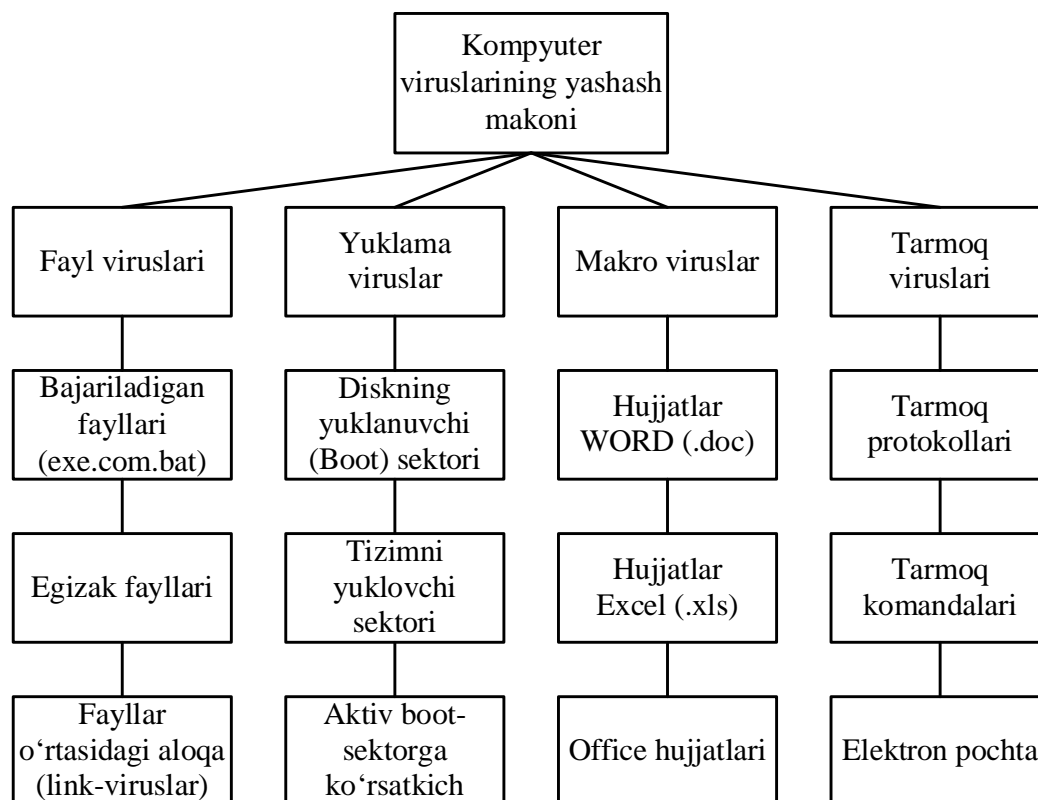 Kompyuter
viruslarining yashash
makoni
Fayl viruslari
Yuklama
viruslar
Makro viruslar
Tarmoq
viruslari
Bajariladigan
fayllari
(exe.com.bat)
Diskning
yuklanuvchi
(Boot) sektori
Hujjatlar
WORD (.doc)
Tarmoq
protokollari
Egizak fayllari
Tizimni
yuklovchi
sektori
Hujjatlar
Excel (.xls)
Tarmoq
komandalari
Fayllar
o‘rtasidagi aloqa
(link-viruslar)
Aktiv boot-
sektorga
ko‘rsatkich
Office hujjatlari
Elektron pochta